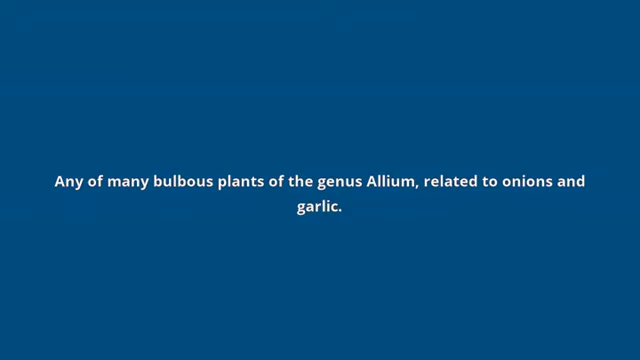 Any of many bulbous plants of the genus Allium, related to onions and
garlic.